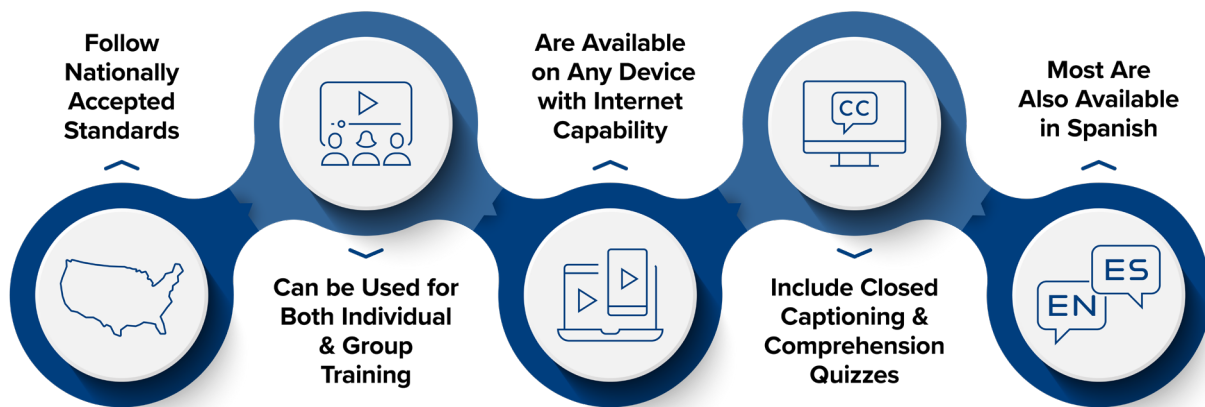 Follow
Nationally
Accepted
Standards
Can be Used for
Both Individual
& Group
Training
Are Available
on Any Device
with Internet
Capability
CC
Include Closed
Captioning &
Comprehension
Quizzes
Most Are
Also Available
in Spanish
ES
EN